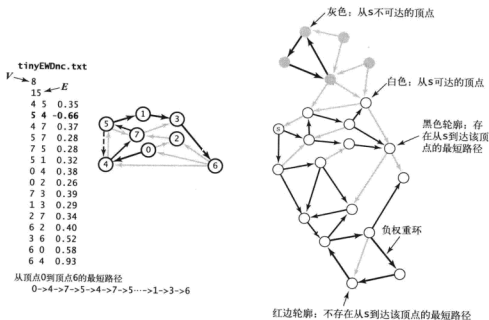 tinyEWDnc.txt
V
8
15
E
4 5 0.35
5 4 -0.66
4 7 0.37
5 7 0.28
7 5 0.28
5 1 0.32
0 4 0.38
0 2 0.26
7 3 0.39
1 3 0.29
2 7 0.34
6 2 0.40
3 6 0.52
6 0 0.58
6 4 0.93
1
3
5
7
2
0
4
6
从顶点0到顶点6的最短路径
0->4->7->5->4->7->5···->1->3->6
灰色：从s不可达的顶点
白色：从s可达的顶点
s
黑色轮廓：存
在从s到达该顶
点的最短路径
负权重环
红边轮廓：不存在从s到达该顶点的最短路径